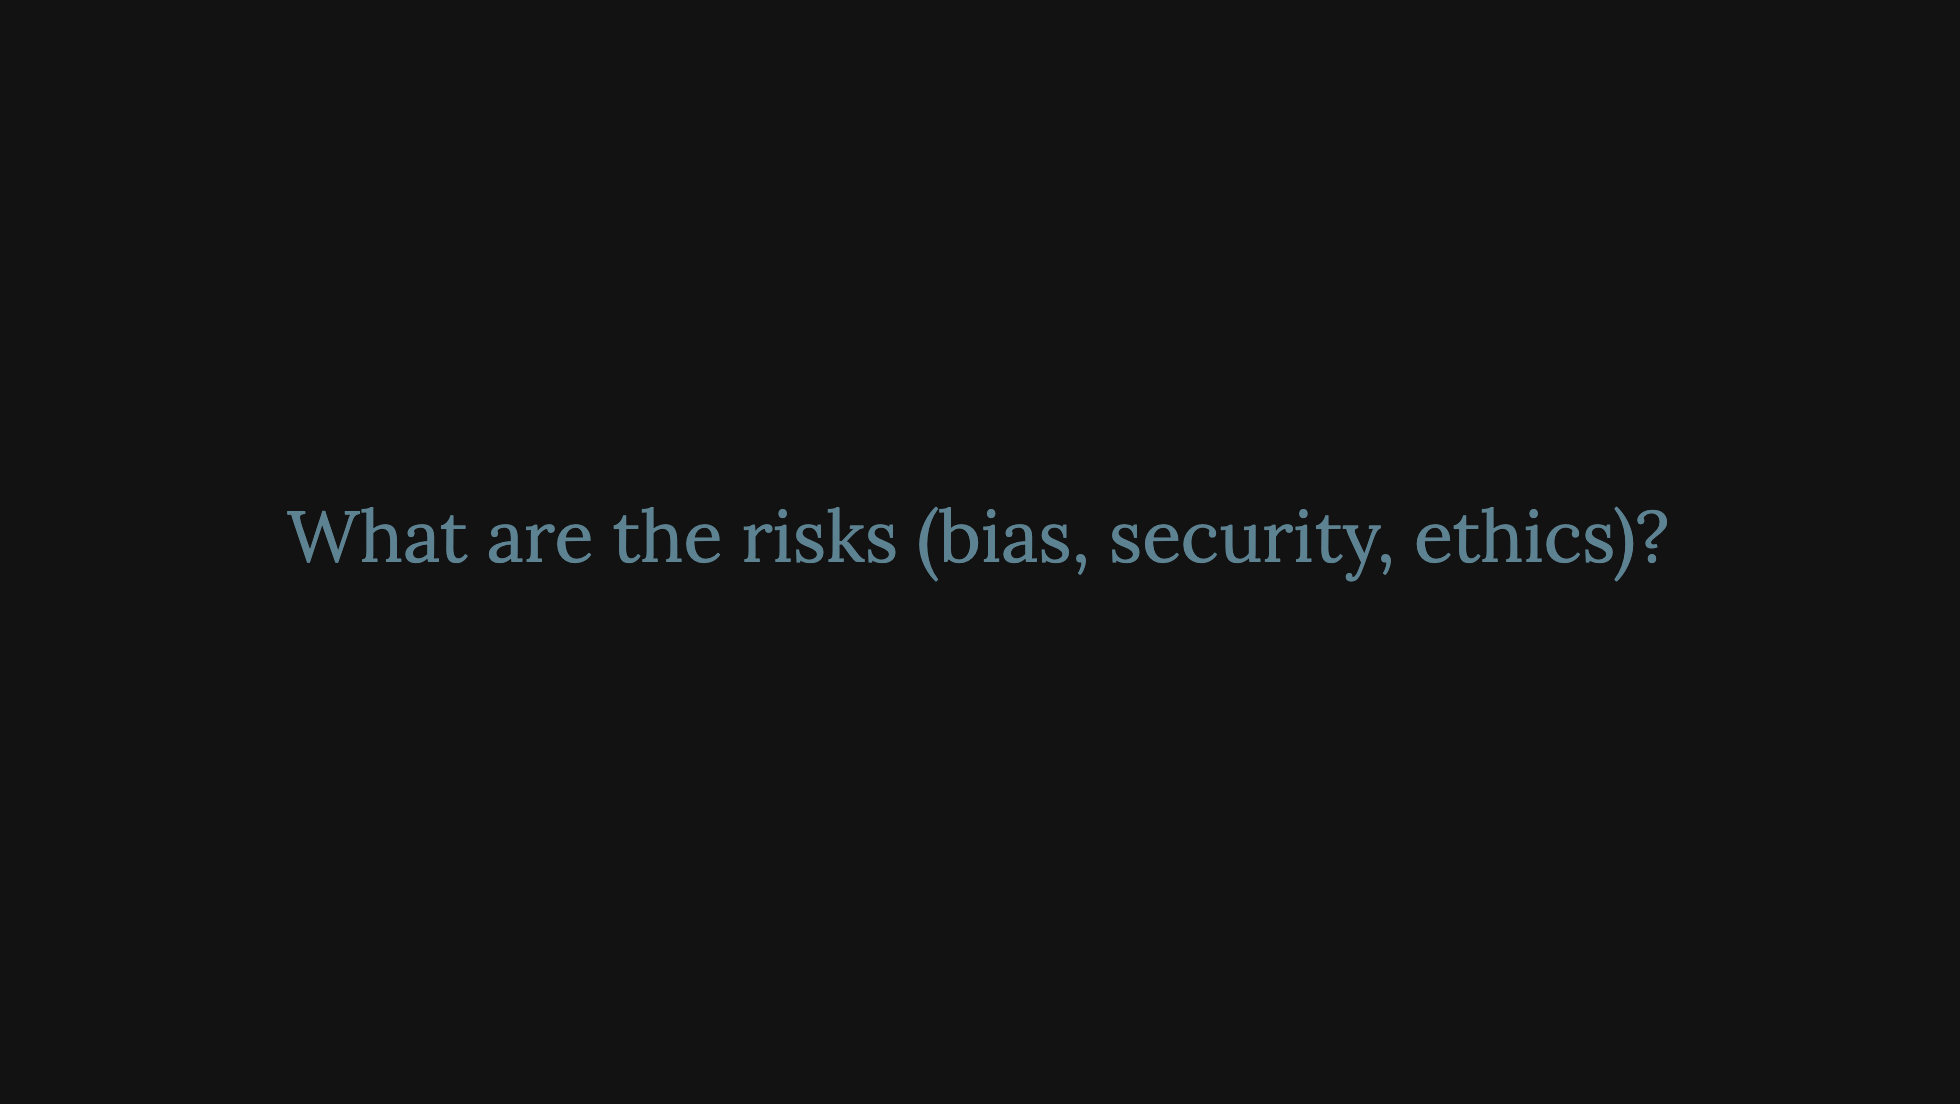 What are the risks (bias, security, ethics)?